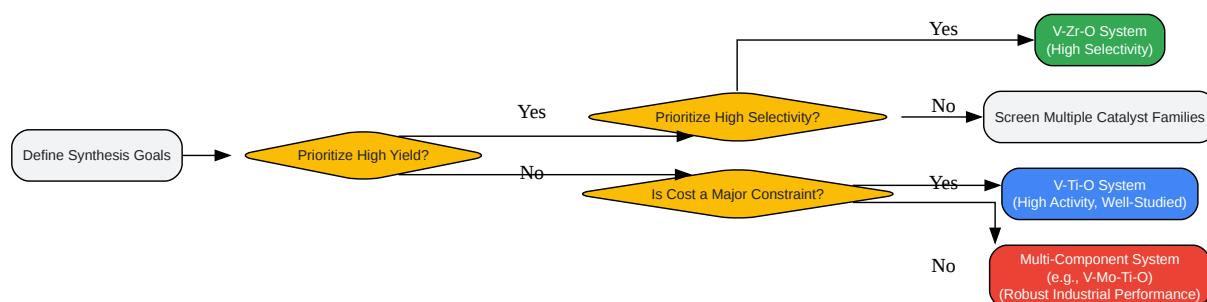 Yes
V-Zr-O System
(High Selectivity)
Define Synthesis Goals
Prioritize High Yield?
Yes
Prioritize High Selectivity?
No
Screen Multiple Catalyst Families
No
Is Cost a Major Constraint?
Yes
V-Ti-O System
(High Activity, Well-Studied)
No
Multi-Component System
(e.g., V-Mo-Ti-O)
(Robust Industrial Performance)